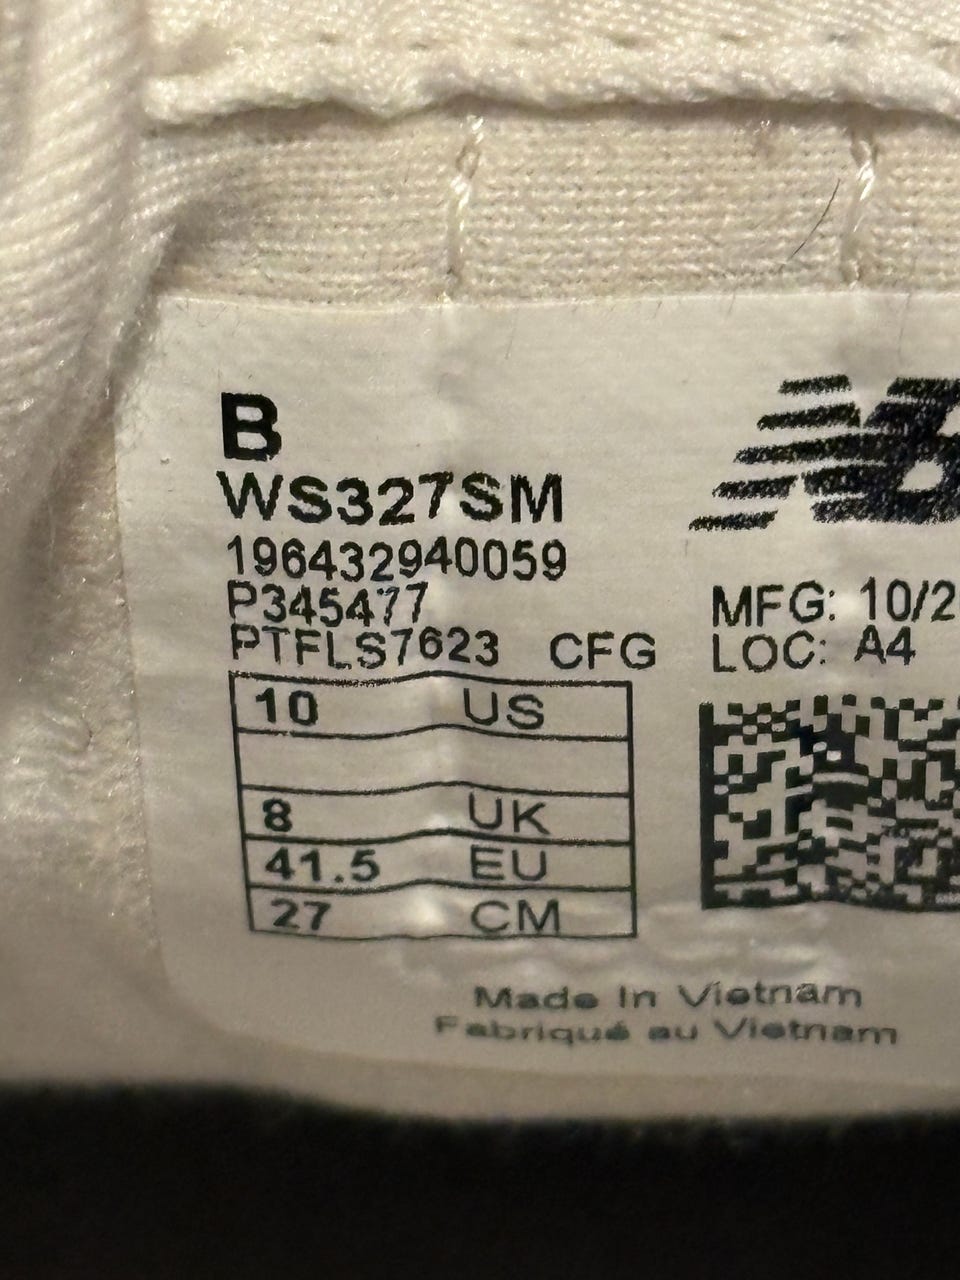 B
WS327SM
196432940059
P345477
PTFLS7623 CFG
MFG: 10/2
LOC: A4
10 US
8 UK
41.5 EU
27 CM
Made In Vietnam
Fabriqué au Vietnam